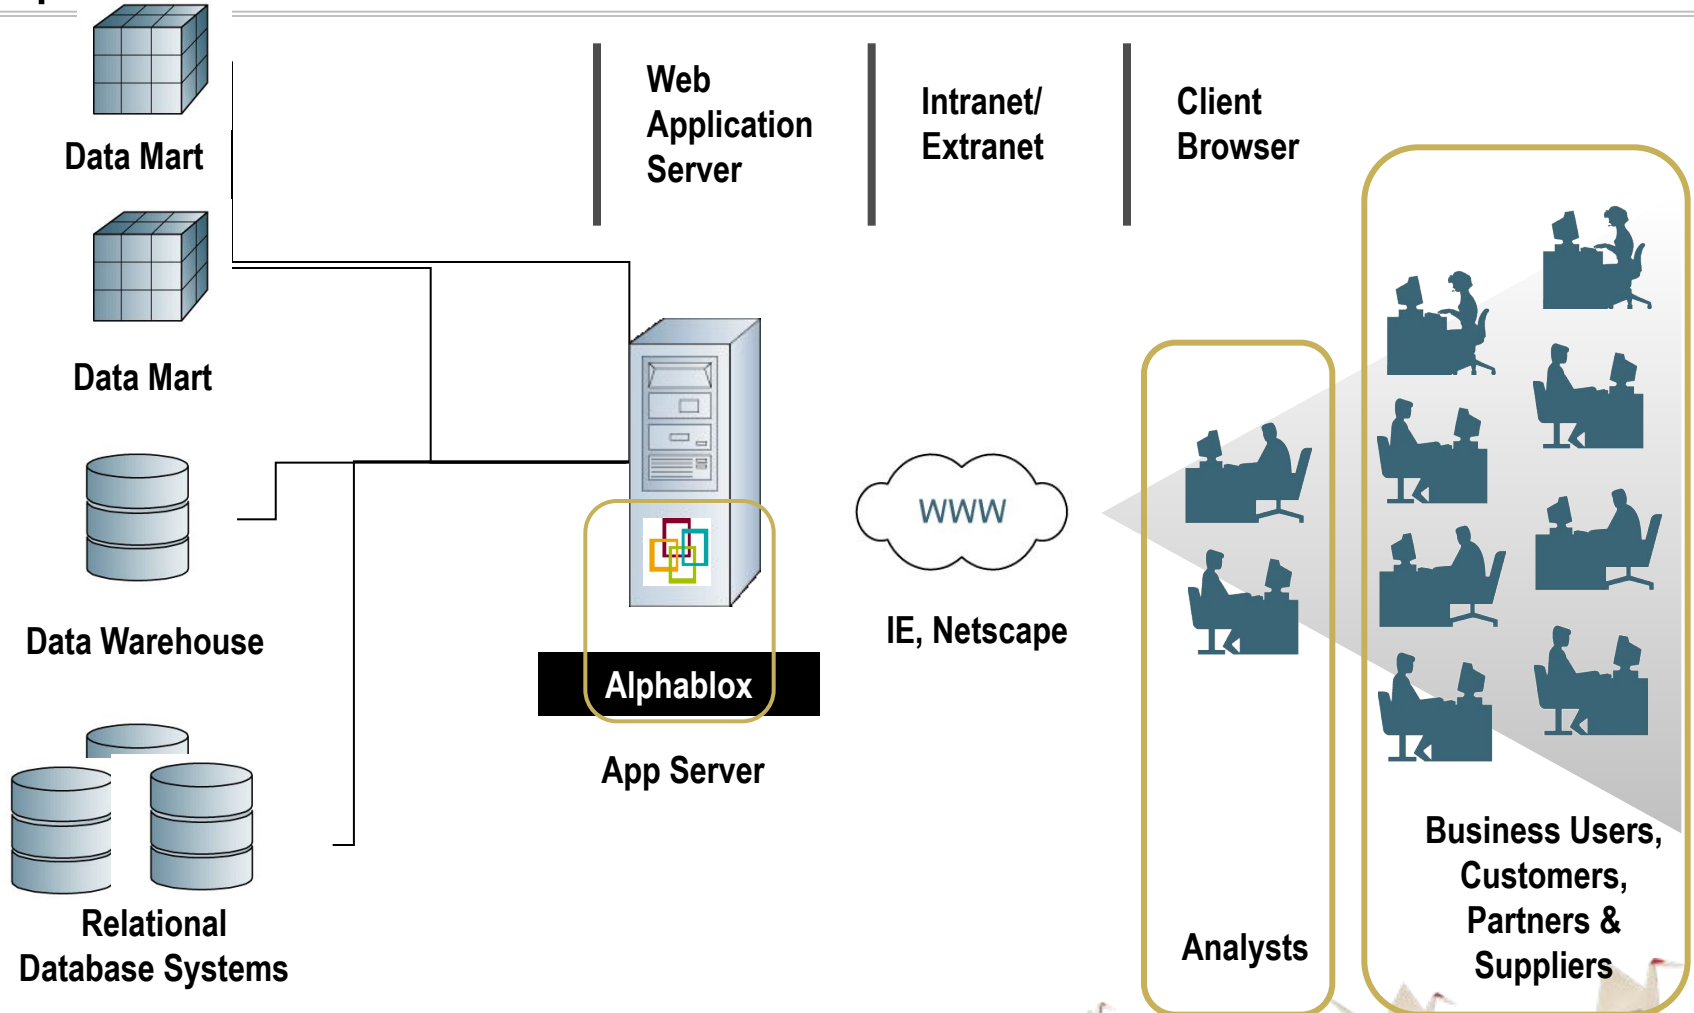 Data Mart
Data Mart
Data Warehouse
Relational
Database Systems
Web
Application
Server
Alphablox
App Server
Intranet/
Extranet
WWW
IE, Netscape
Client
Browser
Analysts
Business Users,
Customers,
Partners &
Suppliers